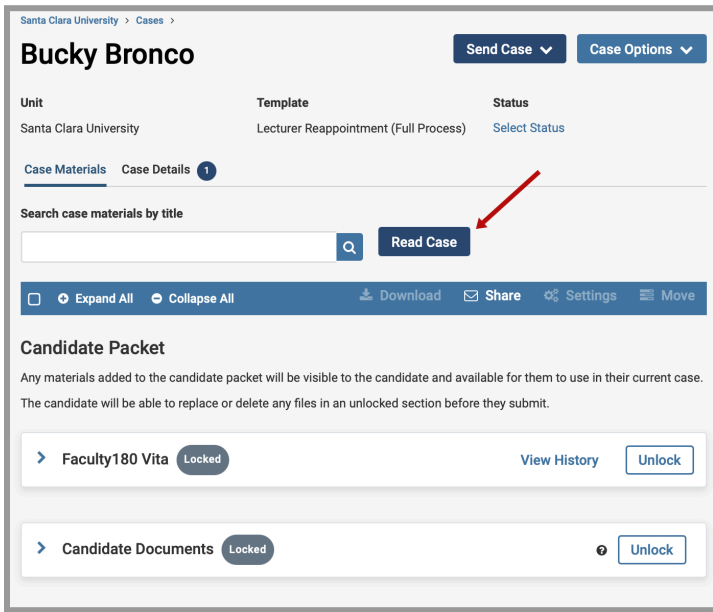 Santa Clara University > Cases >
Bucky Bronco
Send Case
Case Options
Unit
Template
Status
Santa Clara University
Lecturer Reappointment (Full Process)
Select Status
Case Materials
Case Details 1
Search case materials by title
Read Case
Expand All
Collapse All
Download
Share
Settings
Move
Candidate Packet
Any materials added to the candidate packet will be visible to the candidate and available for them to use in their current case.
The candidate will be able to replace or delete any files in an unlocked section before they submit.
Faculty180 Vita Locked
View History
Unlock
Candidate Documents Locked
?
Unlock